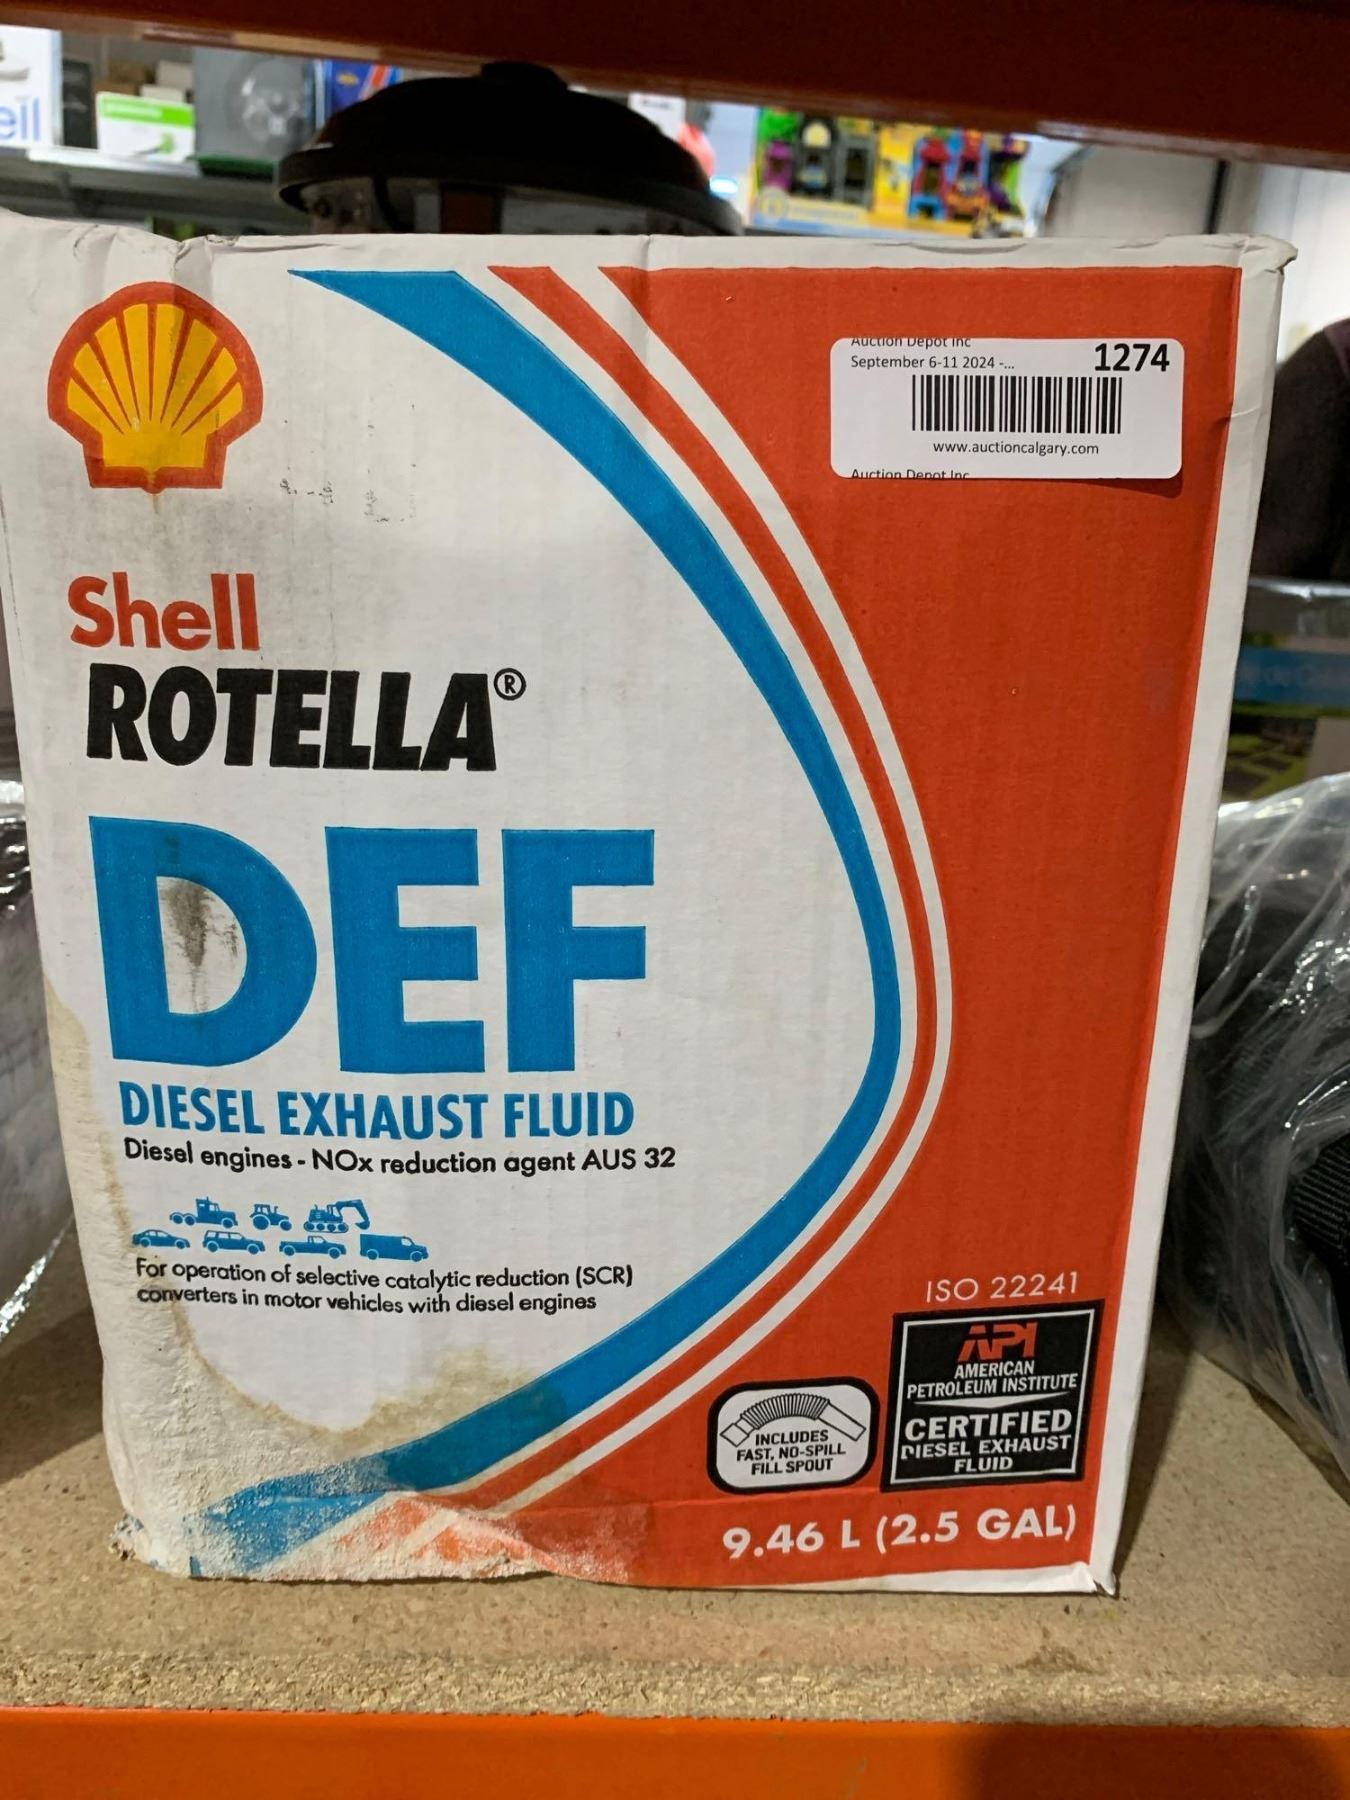 Auction Depot Inc
September 6-11 2024 -...
1274
www.auctioncalgary.com
Auction Depot Inc
Shell
ROTELLA®
DEF
DIESEL EXHAUST FLUID
Diesel engines - NOx reduction agent AUS 32
For operation of selective catalytic reduction (SCR)
converters in motor vehicles with diesel engines
ISO 22241
API
AMERICAN
PETROLEUM INSTITUTE
CERTIFIED
DIESEL EXHAUST
FLUID
INCLUDES
FAST, NO-SPILL
FILL SPOUT
9.46 L (2.5 GAL)